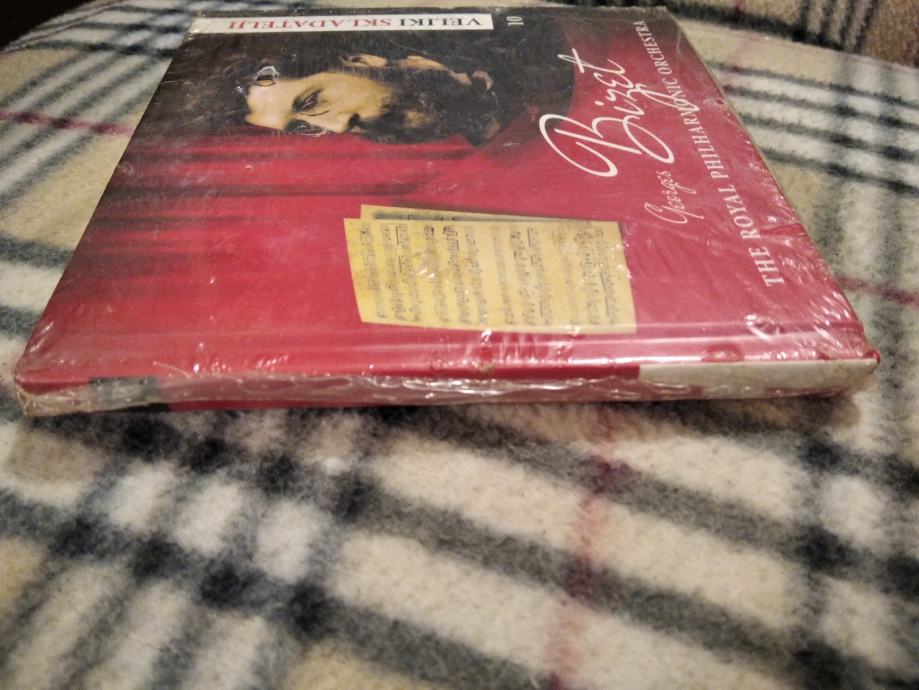 VELIKI SKLADATELJI
10
Georges Bizet
THE ROYAL PHILHARMONIC ORCHESTRA